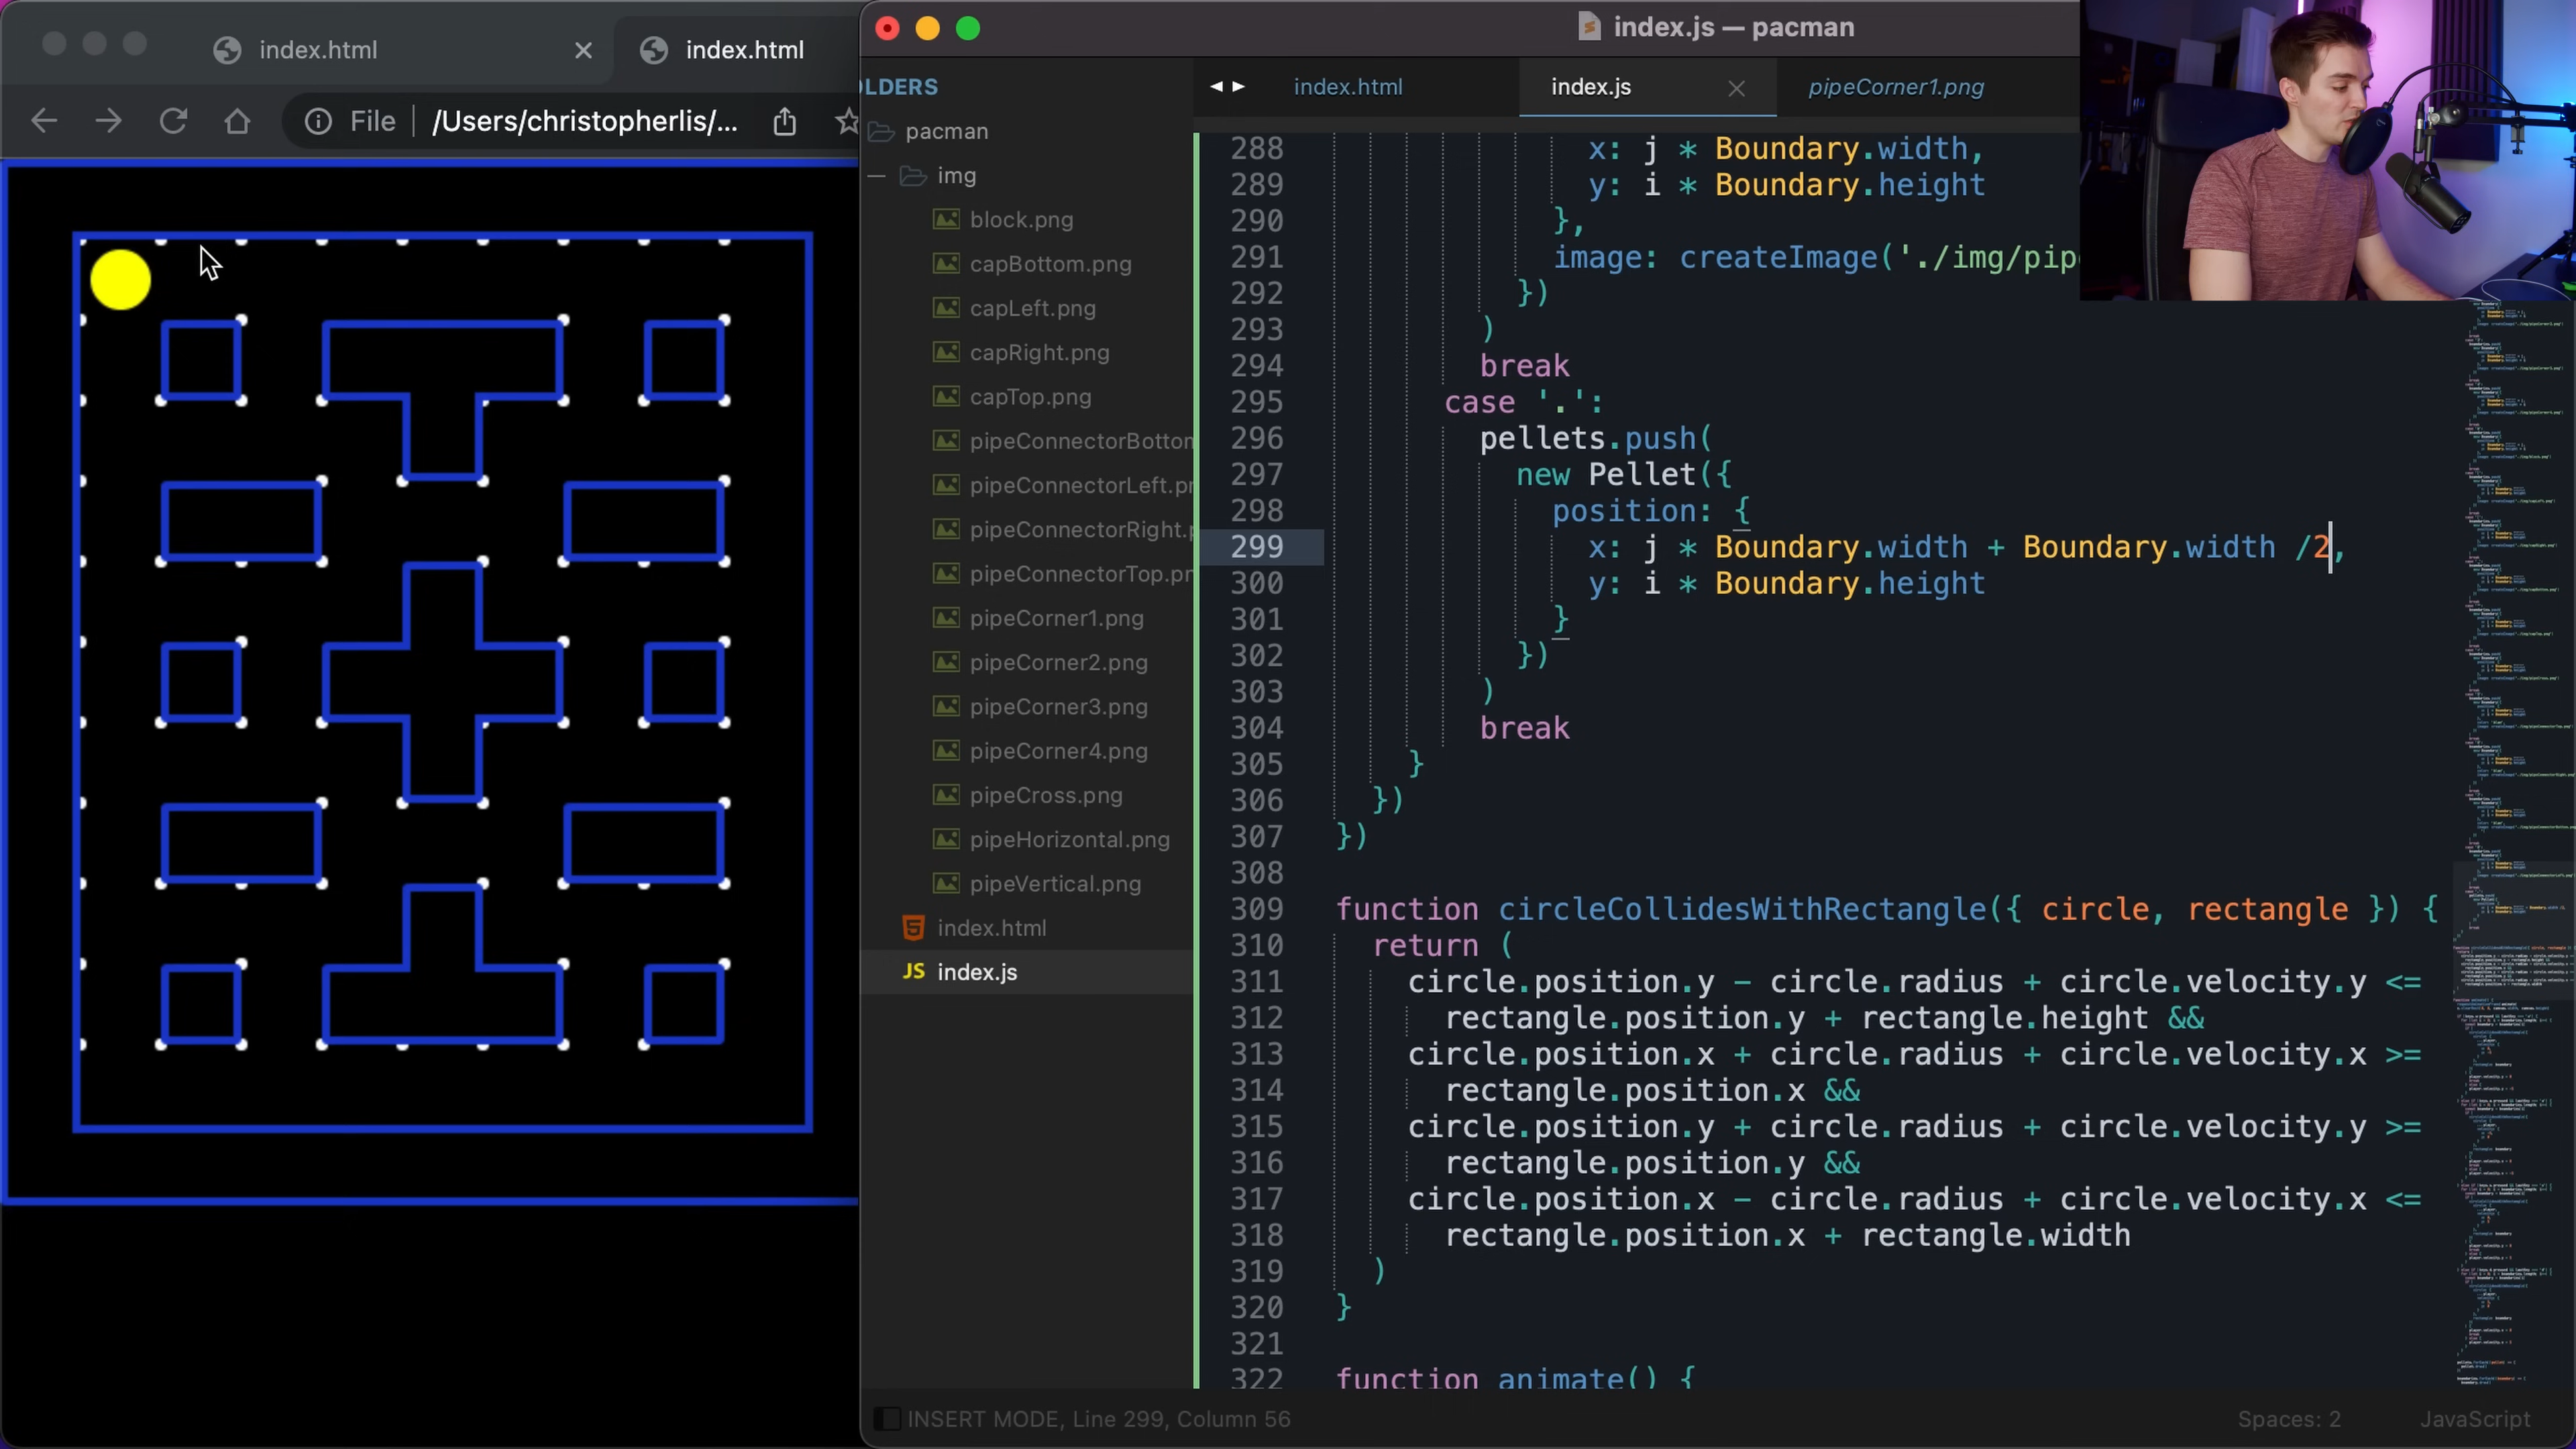 index.html
index.html
File
/Users/christopherlis/...
index.js — pacman
OLDERS
pacman
img
block.png
capBottom.png
capLeft.png
capRight.png
capTop.png
pipeConnectorBottom
pipeConnectorLeft.pr
pipeConnectorRight.p
pipeConnectorTop.pr
pipeCorner1.png
pipeCorner2.png
pipeCorner3.png
pipeCorner4.png
pipeCross.png
pipeHorizontal.png
pipeVertical.png
index.html
JS index.js
index.html
index.js
pipeCorner1.png
288 x: j * Boundary.width,
289 y: i * Boundary.height
290 },
291 image: createImage('./img/pip
292 })
293 )
294 break
295 case '.':
296 pellets.push(
297 new Pellet({
298 position: {
299 x: j * Boundary.width + Boundary.width /2,
300 y: i * Boundary.height
301 }
302 })
303 )
304 break
305 }
306 })
307 })
308
309 function circleCollidesWithRectangle({ circle, rectangle }) {
310 return (
311 circle.position.y - circle.radius + circle.velocity.y <=
312 rectangle.position.y + rectangle.height &&
313 circle.position.x + circle.radius + circle.velocity.x >=
314 rectangle.position.x &&
315 circle.position.y + circle.radius + circle.velocity.y >=
316 rectangle.position.y &&
317 circle.position.x - circle.radius + circle.velocity.x <=
318 rectangle.position.x + rectangle.width
319 )
320 }
321
322 function animate() {
INSERT MODE, Line 299, Column 56
Spaces: 2
JavaScript